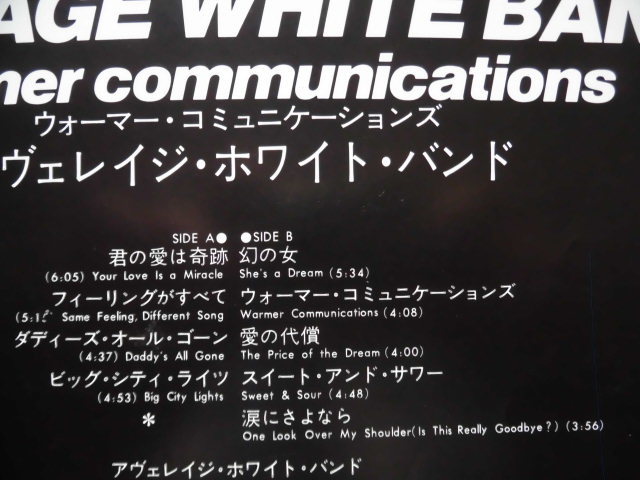 AGE WHITE BAN
ner communications
ウォーマー・コミュニケーションズ
ヴェレイジ・ホワイト・バンド
SIDE A●
君の愛は奇跡
(6:05) Your Love Is a Miracle
フィーリングがすべて
Same Feeling, Different Song
ダディーズ・オール・ゴーン
(4:37) Daddy's All Gone
ビッグ・シティ・ライツ
(4:53) Big City Lights
*
●SIDE B
幻の女
She's a Dream (5:34)
ウォーマー・コミュニケーションズ
Warmer Communications (4:08)
愛の代償
The Price of the Dream (4:00)
スイート・アンド・サワー
Sweet & Sour (4:48)
涙にさよなら
One Look Over My Shoulder(Is This Really Goodbye?) (3:56)
アヴェレイジ・ホワイト・バンド